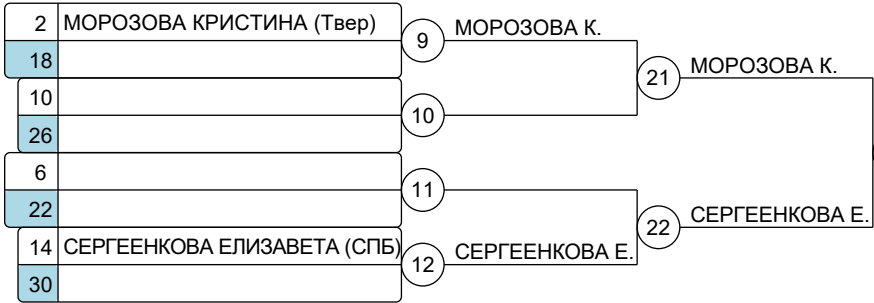 2 МОРОЗОВА КРИСТИНА (Твер)
9 МОРОЗОВА К.
18
21 МОРОЗОВА К.
10
10
26
6
11
22
22 СЕРГЕЕНКОВА Е.
14 СЕРГЕЕНКОВА ЕЛИЗАВЕТА (СПБ)
12 СЕРГЕЕНКОВА Е.
30